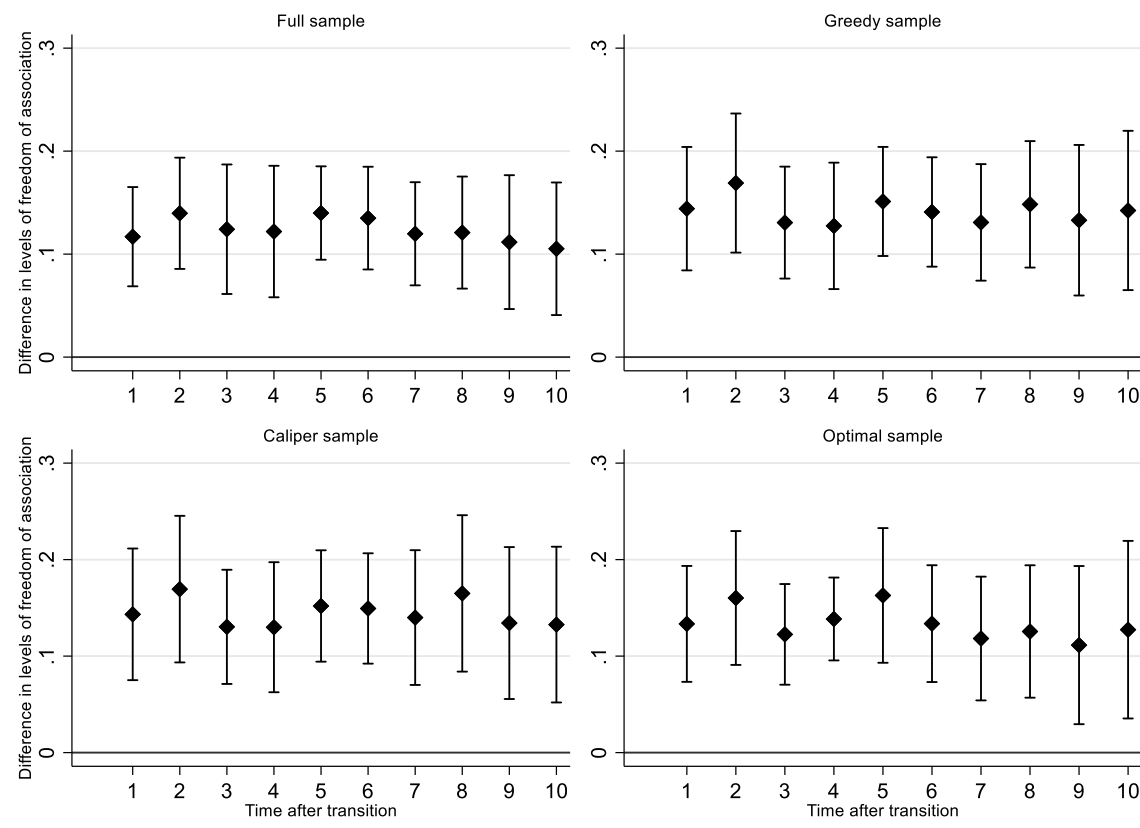 Full sample
Greedy sample
Difference in levels of freedom of association
.3
.2
.1
0
1 2 3 4 5 6 7 8 9 10
.3
.2
.1
0
1 2 3 4 5 6 7 8 9 10
Caliper sample
Optimal sample
Difference in levels of freedom of association
.3
.2
.1
0
1 2 3 4 5 6 7 8 9 10
Time after transition
.3
.2
.1
0
1 2 3 4 5 6 7 8 9 10
Time after transition